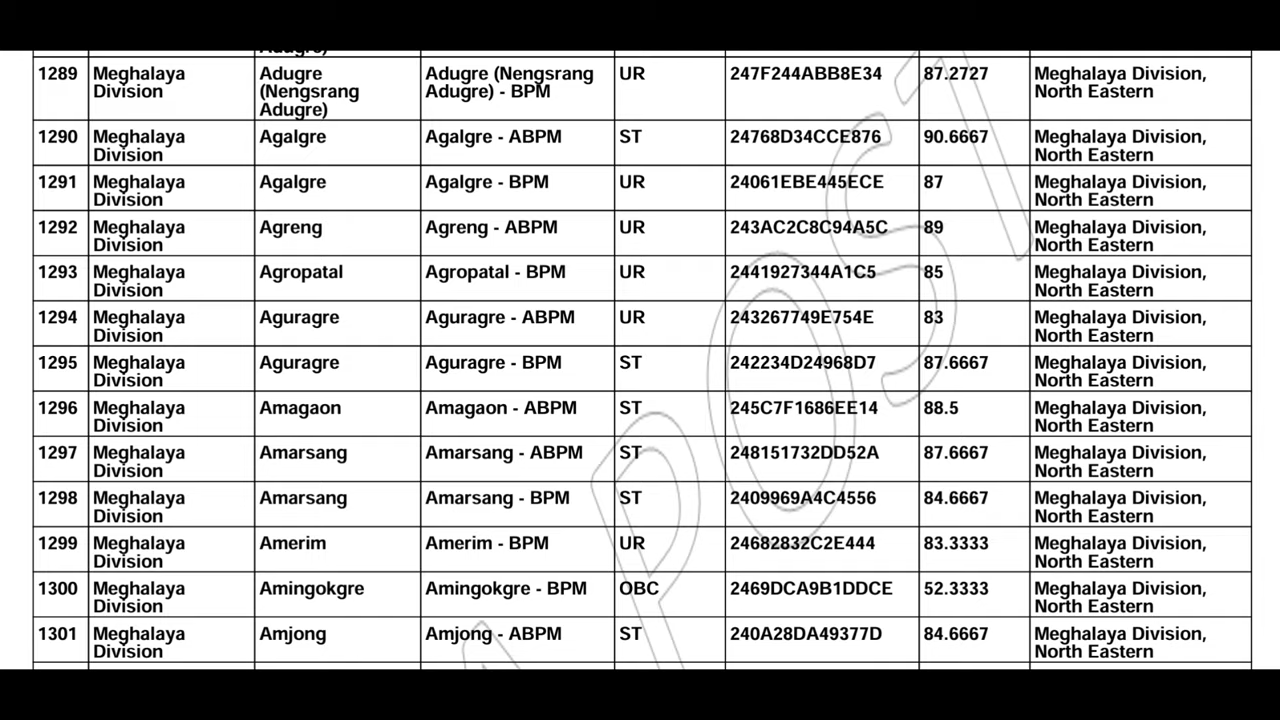 Adugre)
1289 Meghalaya Division Adugre (Nengsrang Adugre) Adugre (Nengsrang Adugre) - BPM UR 247F244ABB8E34 87.2727 Meghalaya Division, North Eastern
1290 Meghalaya Division Agalgre Agalgre - ABPM ST 24768D34CCE876 90.6667 Meghalaya Division, North Eastern
1291 Meghalaya Division Agalgre Agalgre - BPM UR 24061EBE445ECE 87 Meghalaya Division, North Eastern
1292 Meghalaya Division Agreng Agreng - ABPM UR 243AC2C8C94A5C 89 Meghalaya Division, North Eastern
1293 Meghalaya Division Agropatal Agropatal - BPM UR 2441927344A1C5 85 Meghalaya Division, North Eastern
1294 Meghalaya Division Aguragre Aguragre - ABPM UR 243267749E754E 83 Meghalaya Division, North Eastern
1295 Meghalaya Division Aguragre Aguragre - BPM ST 242234D24968D7 87.6667 Meghalaya Division, North Eastern
1296 Meghalaya Division Amagaon Amagaon - ABPM ST 245C7F1686EE14 88.5 Meghalaya Division, North Eastern
1297 Meghalaya Division Amarsang Amarsang - ABPM ST 248151732DD52A 87.6667 Meghalaya Division, North Eastern
1298 Meghalaya Division Amarsang Amarsang - BPM ST 2409969A4C4556 84.6667 Meghalaya Division, North Eastern
1299 Meghalaya Division Amerim Amerim - BPM UR 24682832C2E444 83.3333 Meghalaya Division, North Eastern
1300 Meghalaya Division Amingokgre Amingokgre - BPM OBC 2469DCA9B1DDCE 52.3333 Meghalaya Division, North Eastern
1301 Meghalaya Division Amjong Amjong - ABPM ST 240A28DA49377D 84.6667 Meghalaya Division, North Eastern
POST